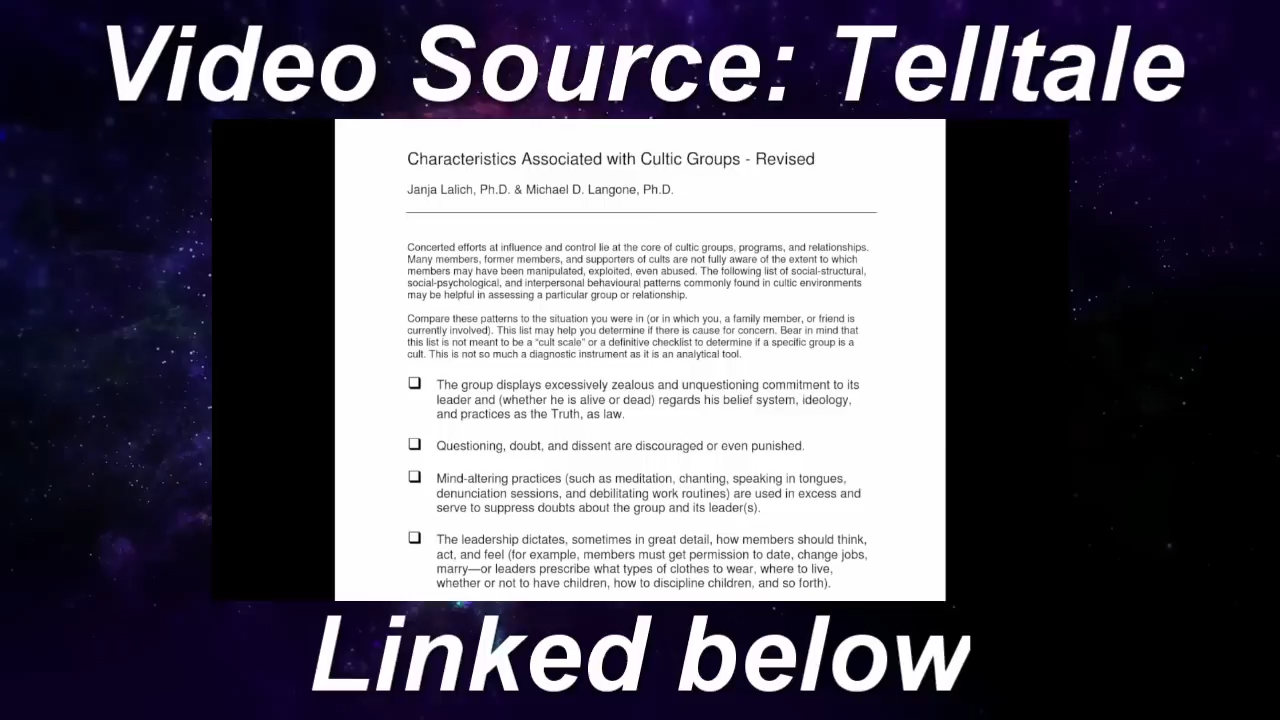 Video Source: Telltale
Characteristics Associated with Cultic Groups - Revised
Janja Lalich, Ph.D. & Michael D. Langone, Ph.D.
Concerted efforts at influence and control lie at the core of cultic groups, programs, and relationships.
Many members, former members, and supporters of cults are not fully aware of the extent to which
members may have been manipulated, exploited, even abused. The following list of social-structural,
social-psychological, and interpersonal behavioural patterns commonly found in cultic environments
may be helpful in assessing a particular group or relationship.
Compare these patterns to the situation you were in (or in which you, a family member, or friend is
currently involved). This list may help you determine if there is cause for concern. Bear in mind that
this list is not meant to be a “cult scale” or a definitive checklist to determine if a specific group is a
cult. This is not so much a diagnostic instrument as it is an analytical tool.
The group displays excessively zealous and unquestioning commitment to its
leader and (whether he is alive or dead) regards his belief system, ideology,
and practices as the Truth, as law.
Questioning, doubt, and dissent are discouraged or even punished.
Mind-altering practices (such as meditation, chanting, speaking in tongues,
denunciation sessions, and debilitating work routines) are used in excess and
serve to suppress doubts about the group and its leader(s).
The leadership dictates, sometimes in great detail, how members should think,
act, and feel (for example, members must get permission to date, change jobs,
marry—or leaders prescribe what types of clothes to wear, where to live,
whether or not to have children, how to discipline children, and so forth).
Linked below